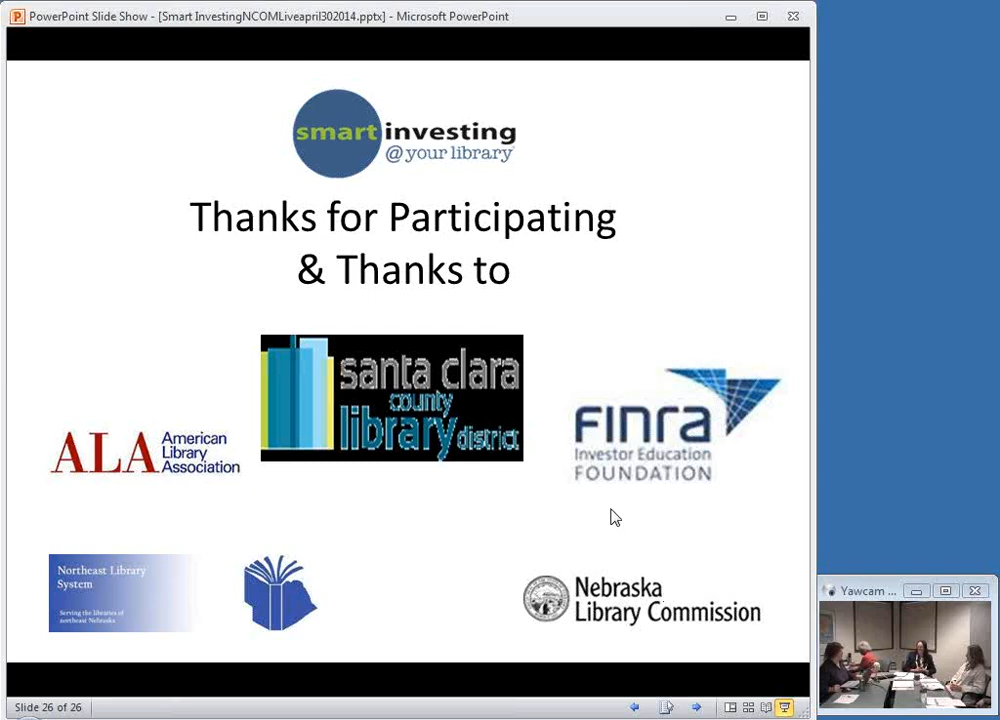 PowerPoint Slide Show - [Smart InvestingNCOMLiveapril302014.pptx] - Microsoft PowerPoint
smart investing
@your library
Thanks for Participating
& Thanks to
santa clara
county
library district
ALA American
Library
Association
FINRA
Investor Education
FOUNDATION
Northeast Library
System
Serving the libraries of
northeast Nebraska
Nebraska
Library Commission
Yawcam ...
Slide 26 of 26